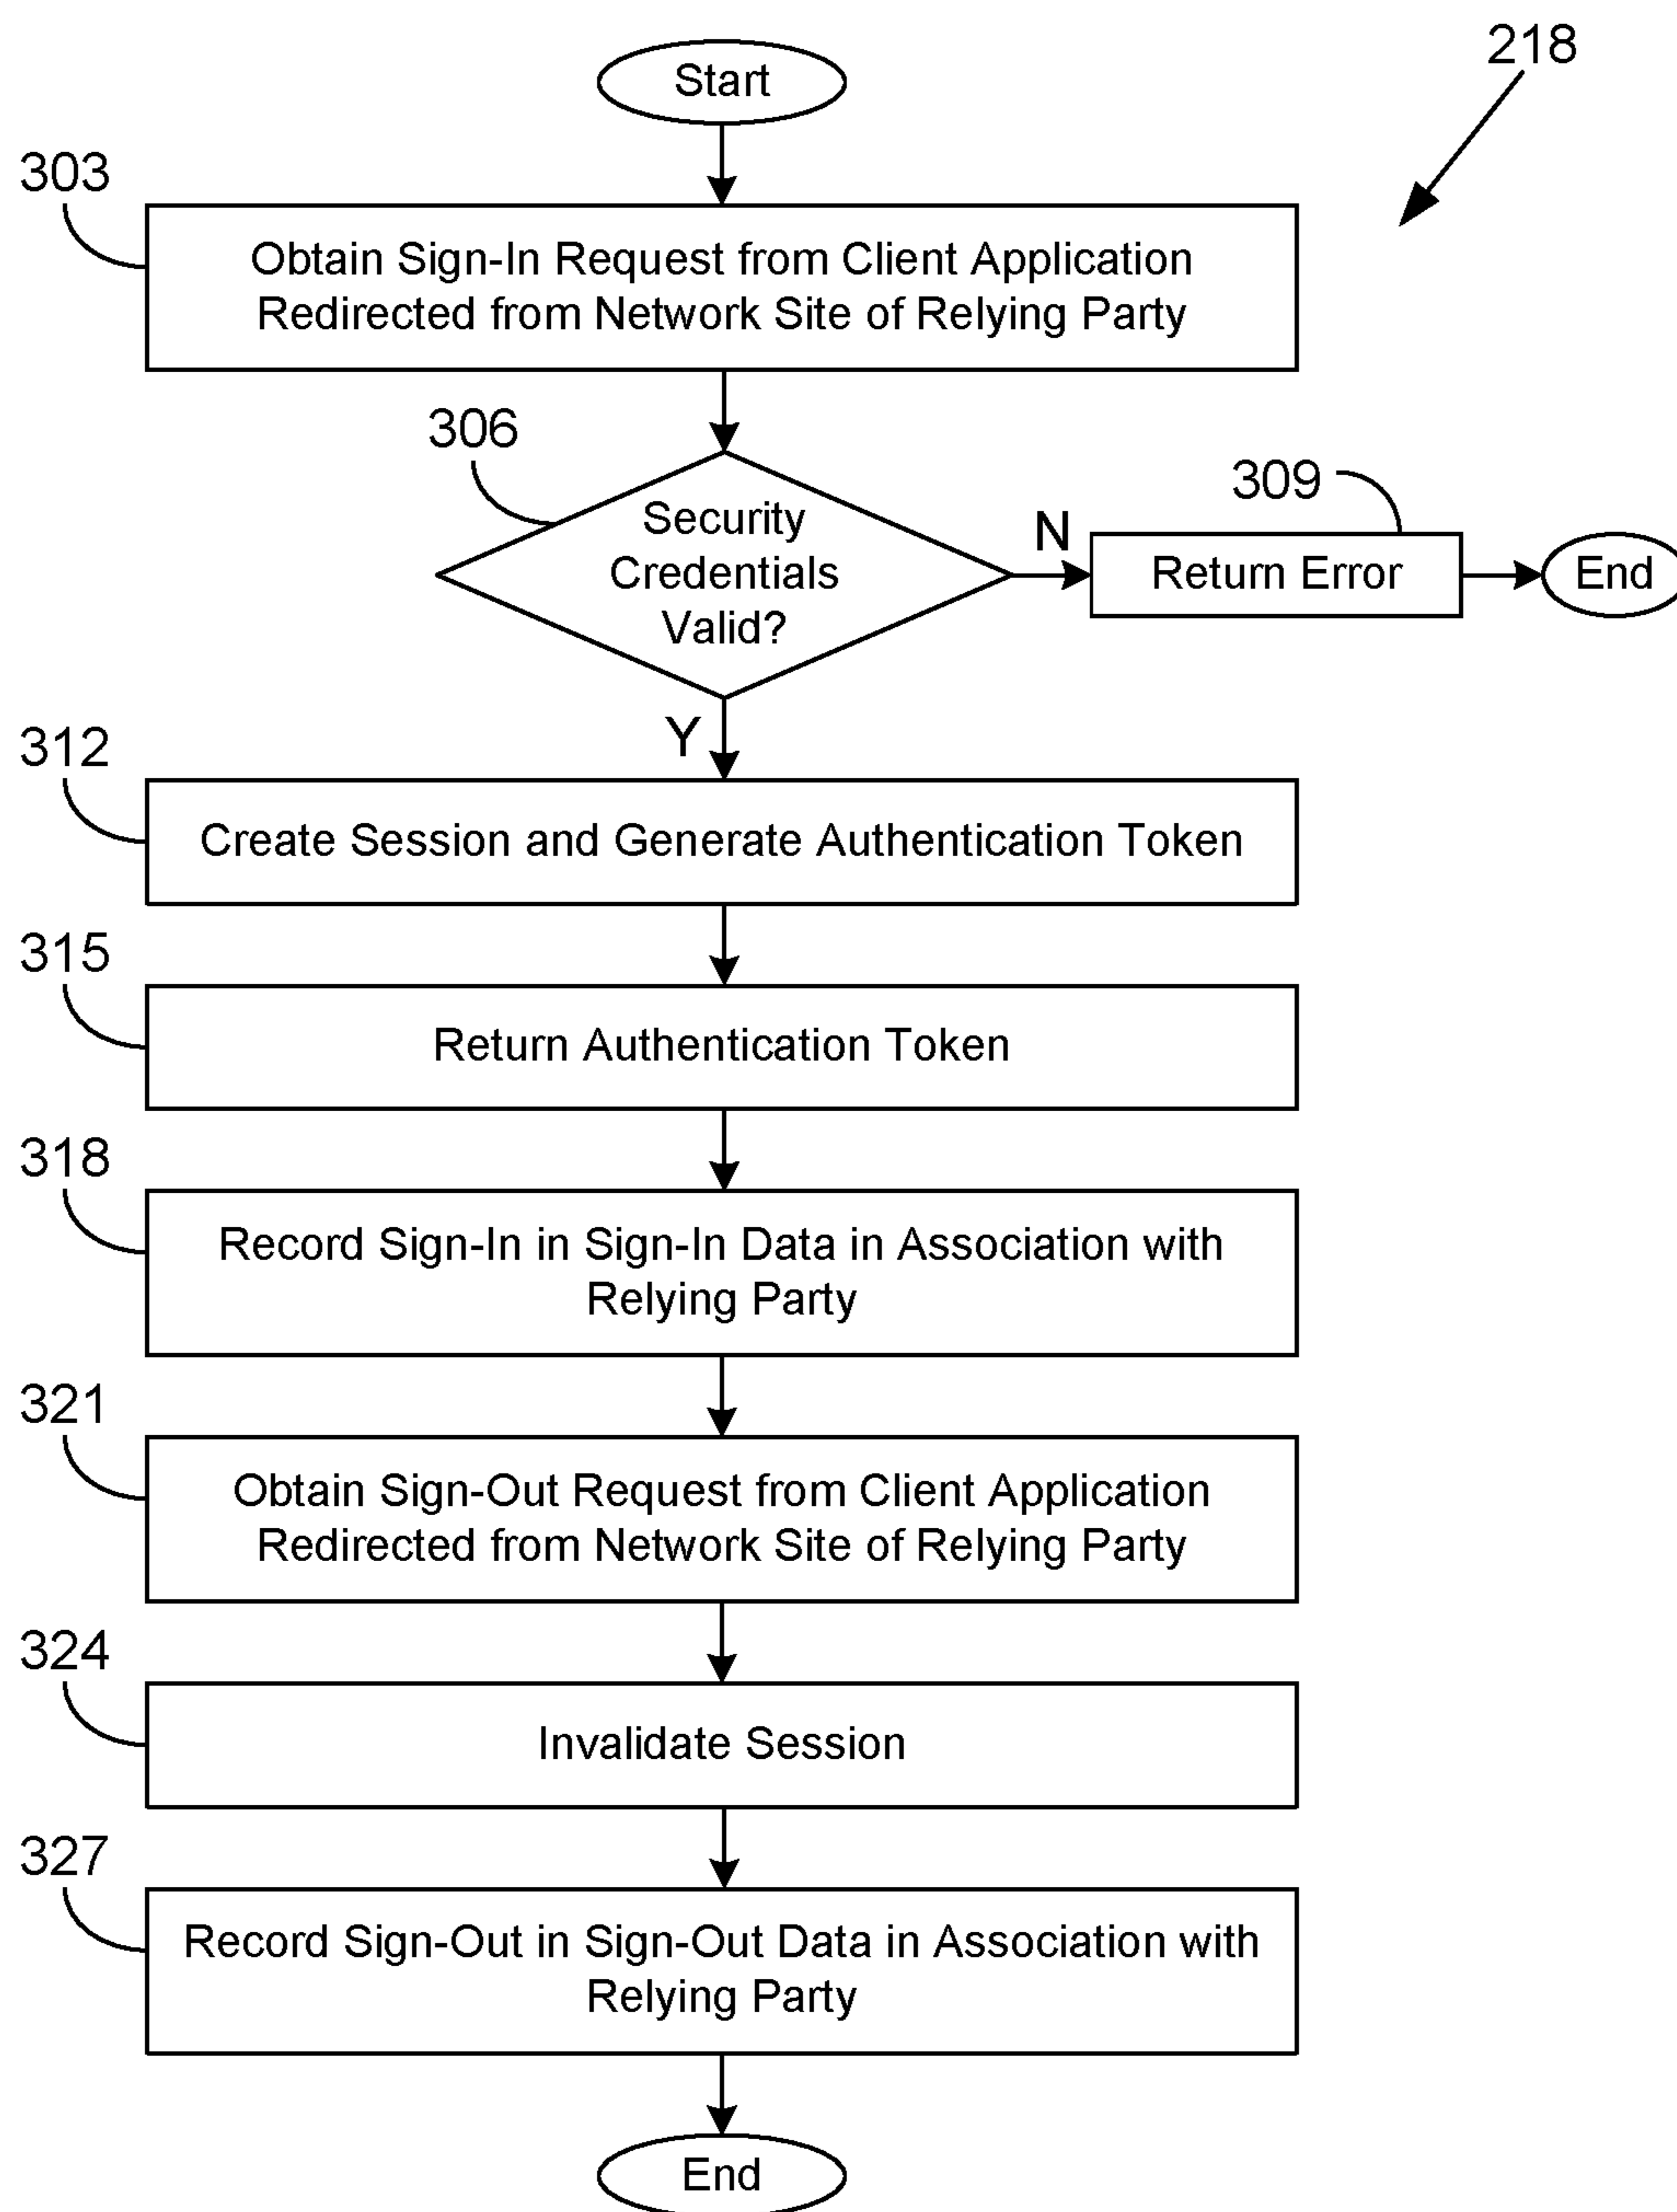 218
Start
303
Obtain Sign-In Request from Client Application
Redirected from Network Site of Relying Party
306
Security
Credentials
Valid?
N
309
Return Error
End
Y
312
Create Session and Generate Authentication Token
315
Return Authentication Token
318
Record Sign-In in Sign-In Data in Association with
Relying Party
321
Obtain Sign-Out Request from Client Application
Redirected from Network Site of Relying Party
324
Invalidate Session
327
Record Sign-Out in Sign-Out Data in Association with
Relying Party
End